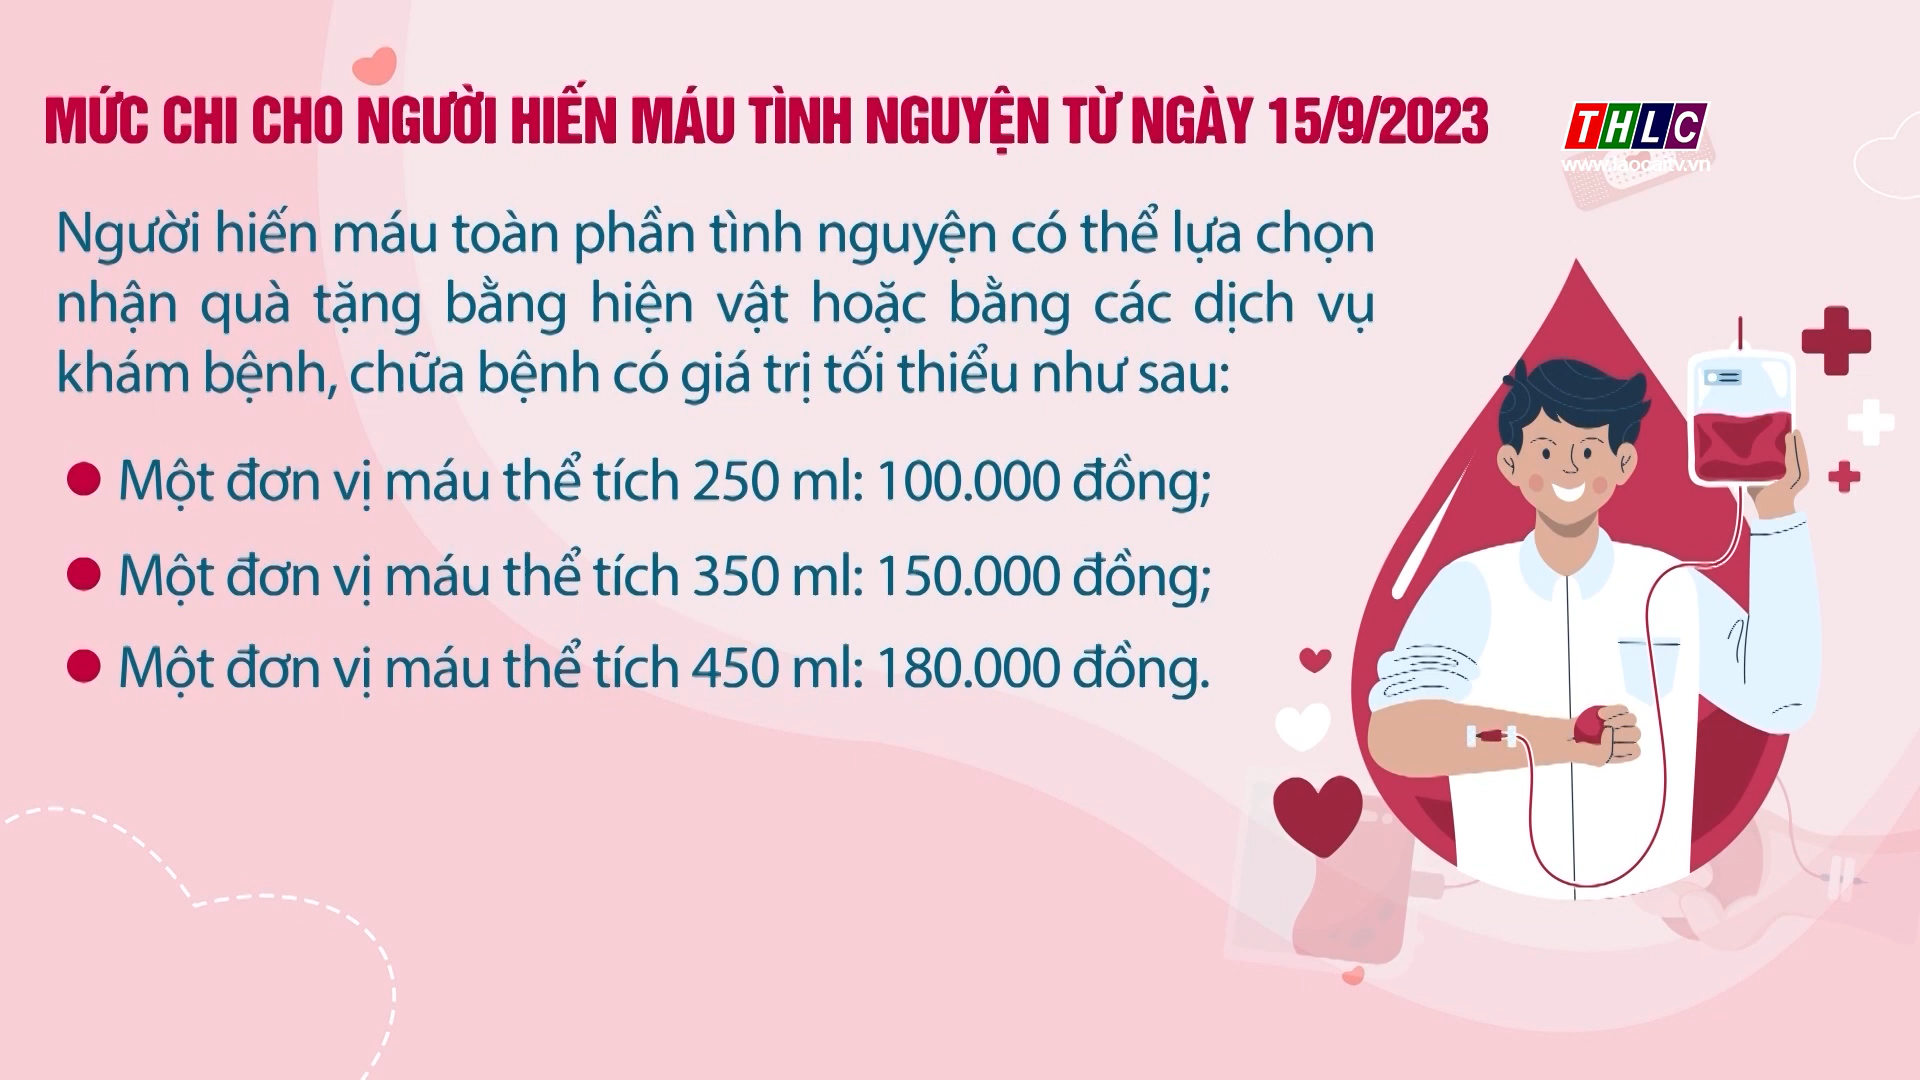 MỨC CHI CHO NGƯỜI HIẾN MÁU TÌNH NGUYỆN TỪ NGÀY 15/9/2023
THLC
www.laocaitv.vn
Người hiến máu toàn phần tình nguyện có thể lựa chọn
nhận quà tặng bằng hiện vật hoặc bằng các dịch vụ
khám bệnh, chữa bệnh có giá trị tối thiểu như sau:
Một đơn vị máu thể tích 250 ml: 100.000 đồng;
Một đơn vị máu thể tích 350 ml: 150.000 đồng;
Một đơn vị máu thể tích 450 ml: 180.000 đồng.